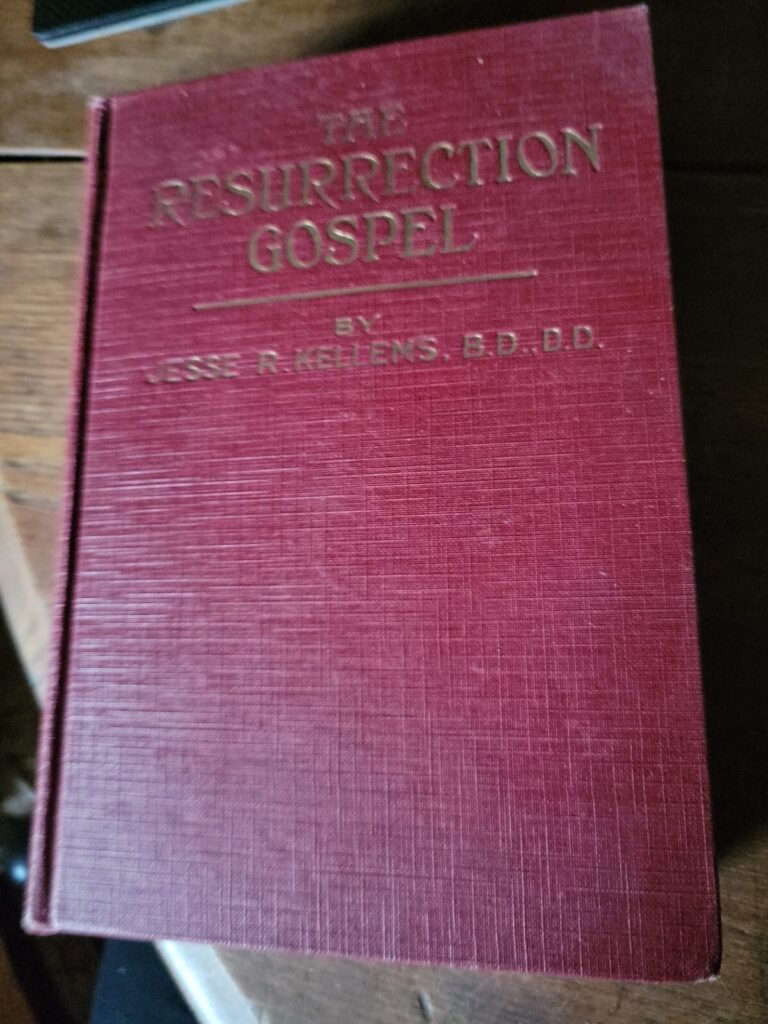 THE
RESURRECTION
GOSPEL
BY
JESSE R. KELLEMS, B.D., D.D.